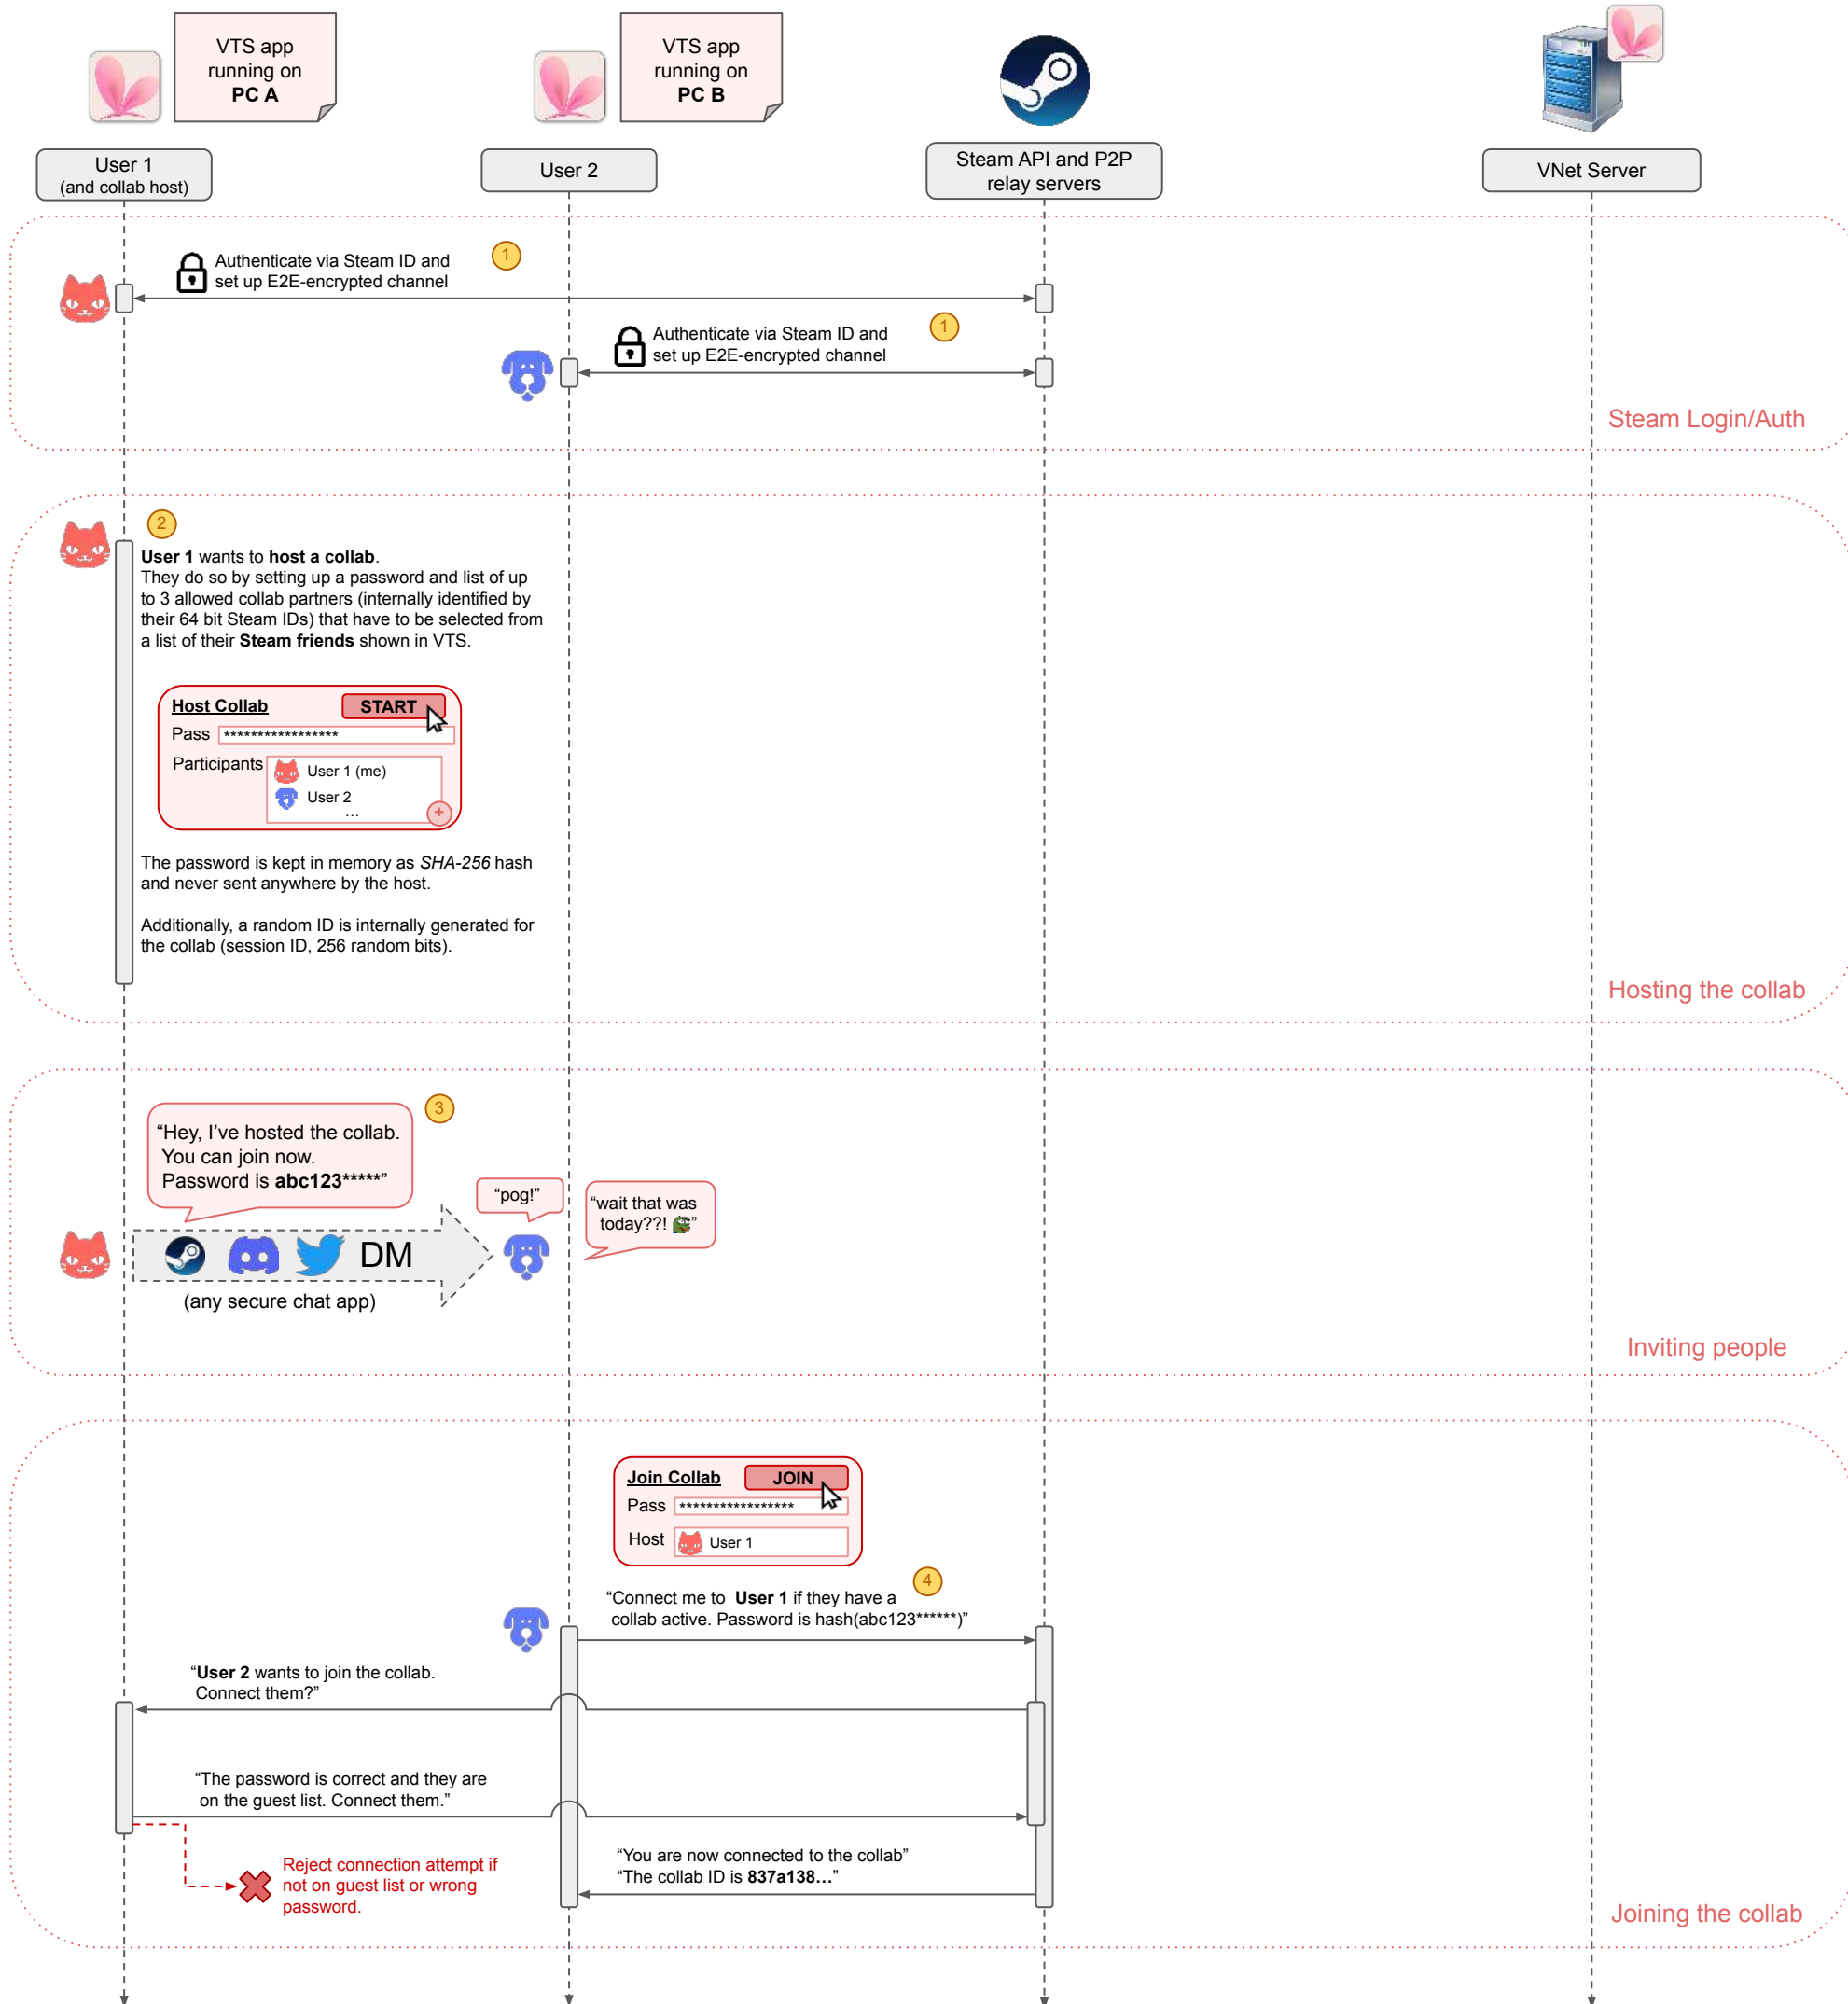 VTS app
running on
PC A
VTS app
running on
PC B
User 1
(and collab host)
User 2
Steam API and P2P
relay servers
VNet Server
Authenticate via Steam ID and
set up E2E-encrypted channel
1
Authenticate via Steam ID and
set up E2E-encrypted channel
1
Steam Login/Auth
2
User 1 wants to host a collab.
They do so by setting up a password and list of up
to 3 allowed collab partners (internally identified by
their 64 bit Steam IDs) that have to be selected from
a list of their Steam friends shown in VTS.
Host Collab
START
Pass
*****************
Participants
User 1 (me)
User 2
...
+
The password is kept in memory as SHA-256 hash
and never sent anywhere by the host.
Additionally, a random ID is internally generated for
the collab (session ID, 256 random bits).
Hosting the collab
3
“Hey, I’ve hosted the collab.
You can join now.
Password is abc123*****”
“pog!”
“wait that was
today??! ”
DM
(any secure chat app)
Inviting people
Join Collab
JOIN
Pass
*****************
Host
User 1
4
“Connect me to User 1 if they have a
collab active. Password is hash(abc123******)”
“User 2 wants to join the collab.
Connect them?”
“The password is correct and they are
on the guest list. Connect them.”
Reject connection attempt if
not on guest list or wrong
password.
“You are now connected to the collab”
“The collab ID is 837a138…”
Joining the collab